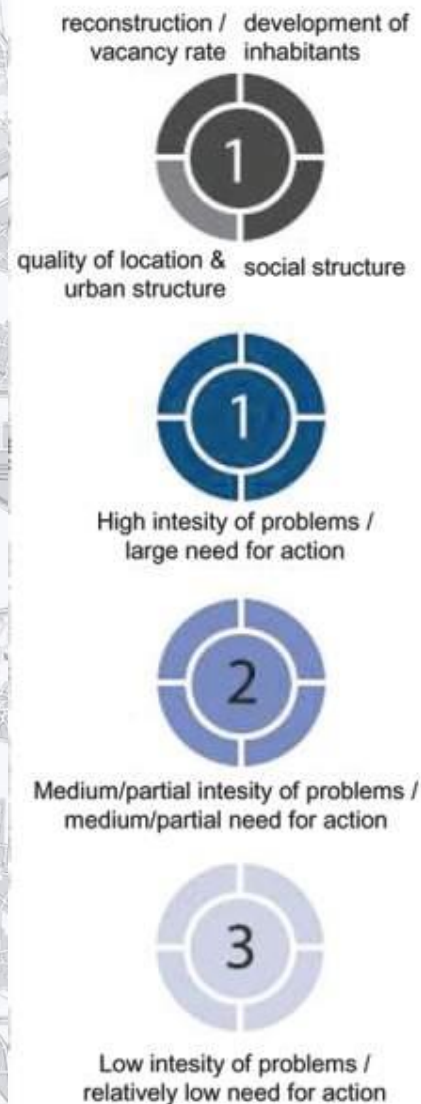 reconstruction / development of
vacancy rate inhabitants
1
quality of location & social structure
urban structure
1
High intesity of problems /
large need for action
2
Medium/partial intesity of problems /
medium/partial need for action
3
Low intesity of problems /
relatively low need for action